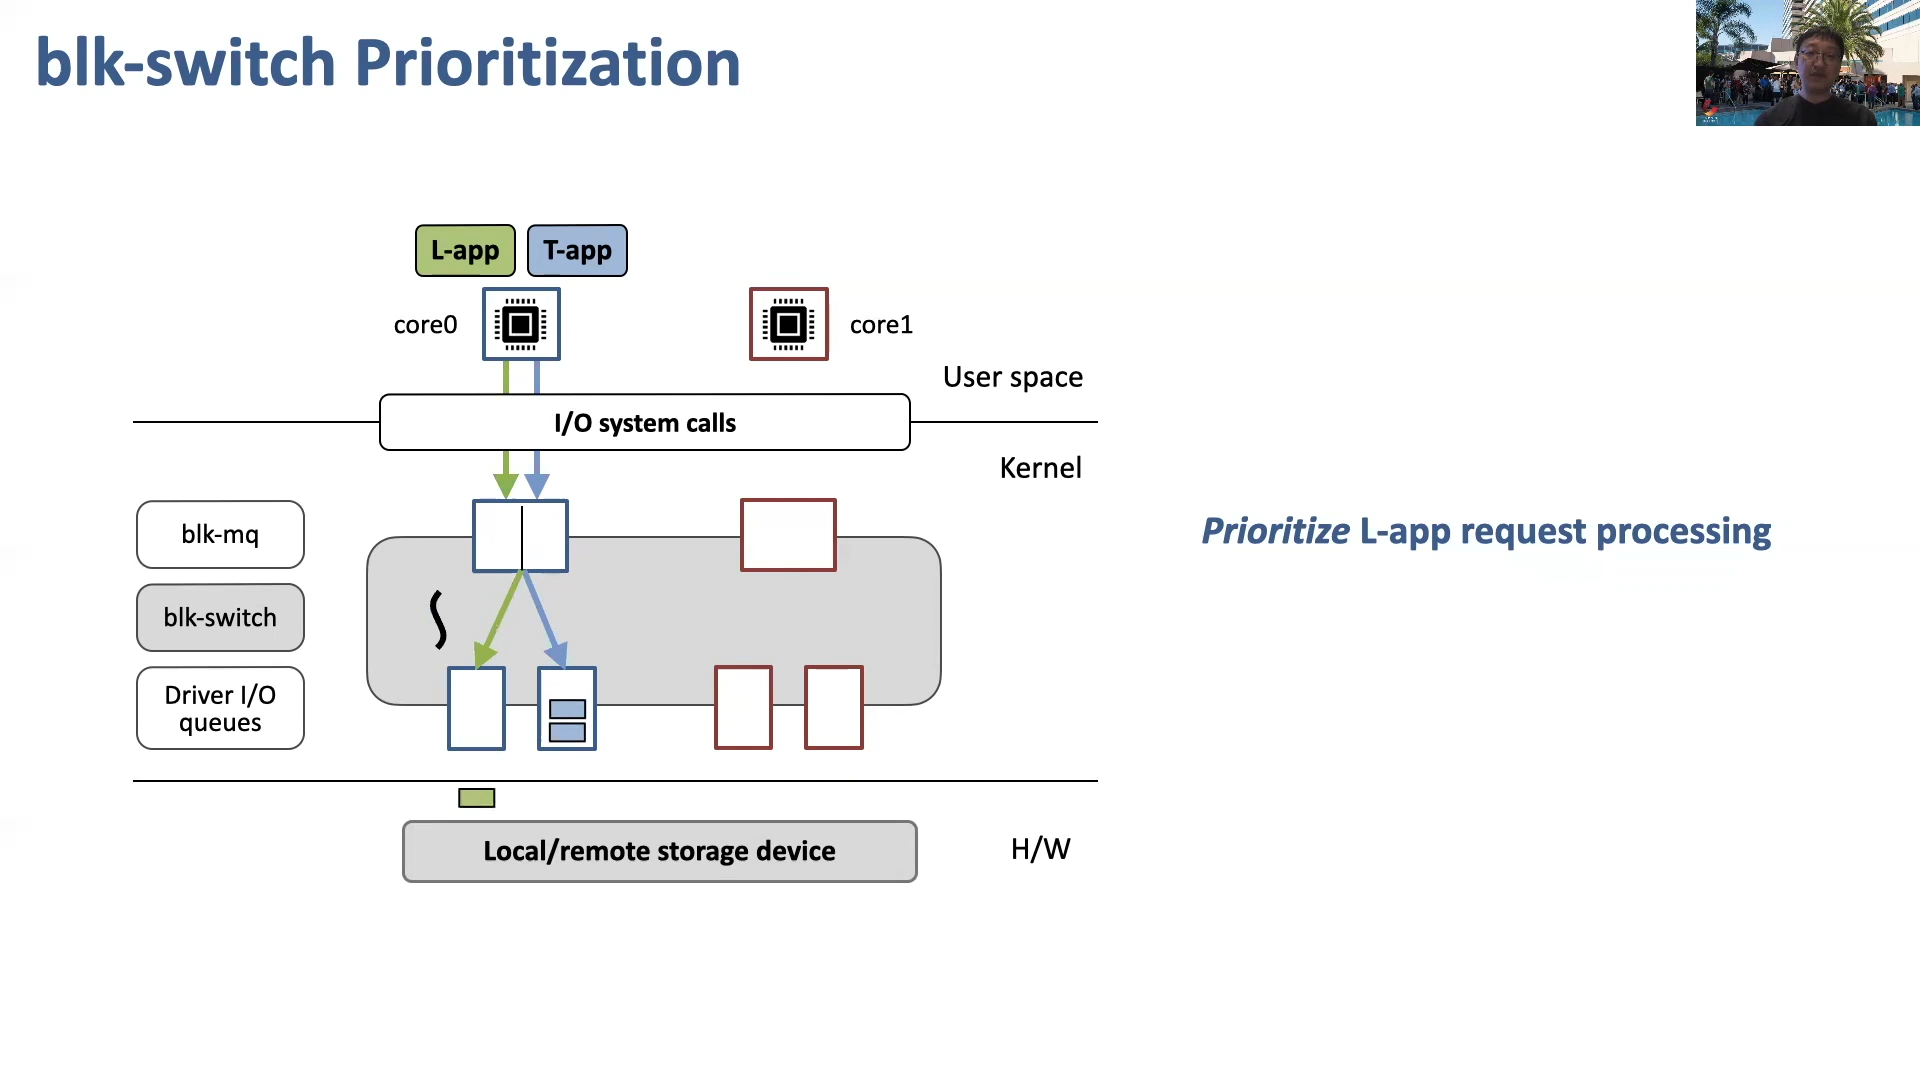 blk-switch Prioritization
L-app
T-app
core0
core1
User space
I/O system calls
Kernel
blk-mq
Prioritize L-app request processing
blk-switch
Driver I/O
queues
Local/remote storage device
H/W